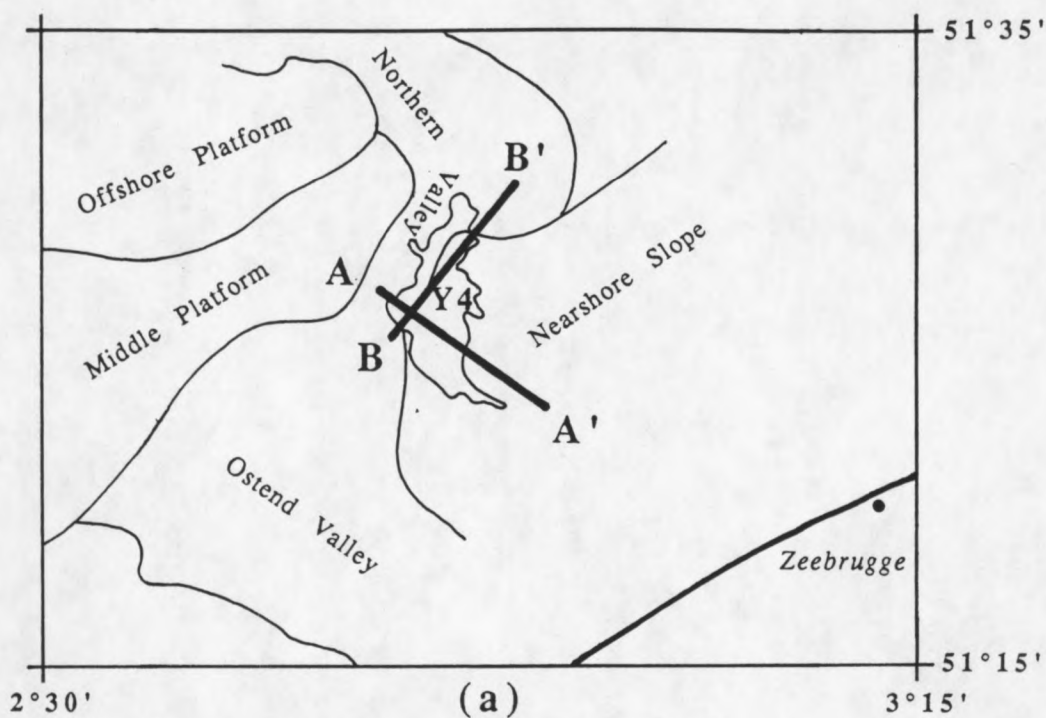 51°35'
Northern
Valley
Offshore Platform
B'
A
Nearshore Slope
Middle Platform
Y4
B
A'
Ostend Valley
Zeebrugge
51°15'
2°30'
(a)
3°15'